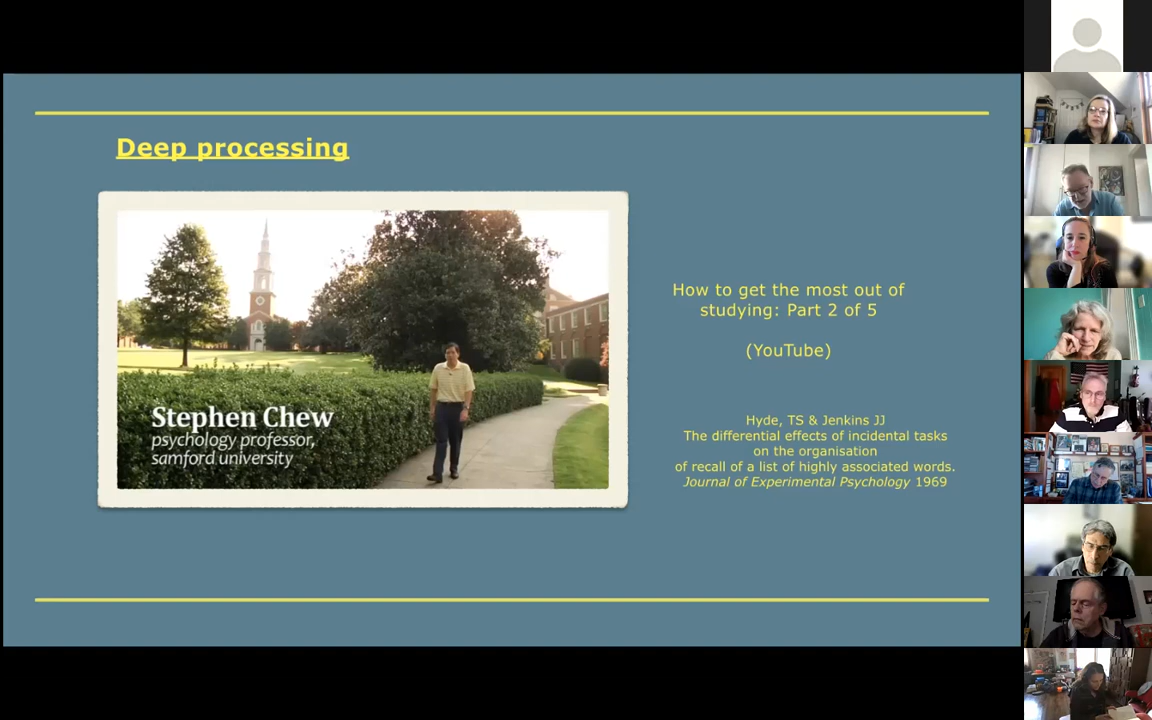 Deep processing
Stephen Chew
psychology professor,
samford university
How to get the most out of
studying: Part 2 of 5
(YouTube)
Hyde, TS & Jenkins JJ
The differential effects of incidental tasks
on the organisation
of recall of a list of highly associated words.
Journal of Experimental Psychology 1969